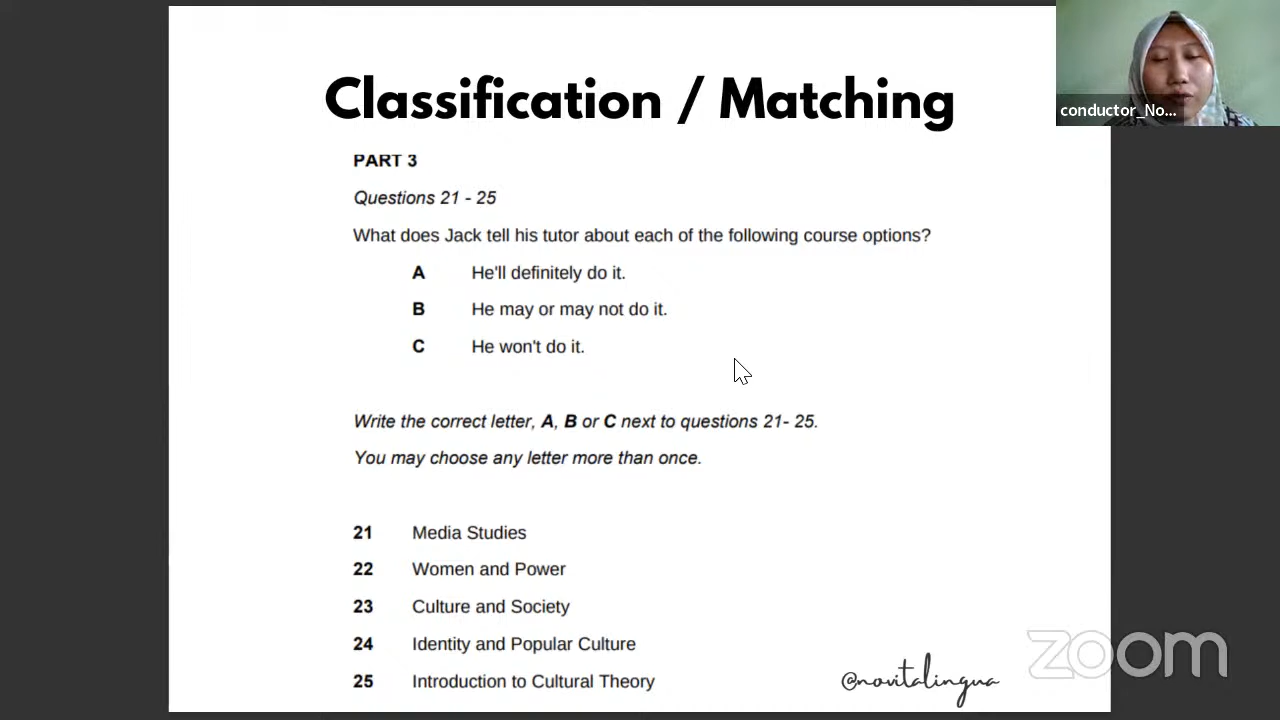 Classification / Matching
conductor_No...
PART 3
Questions 21 - 25
What does Jack tell his tutor about each of the following course options?
A He'll definitely do it.
B He may or may not do it.
C He won't do it.
Write the correct letter, A, B or C next to questions 21- 25.
You may choose any letter more than once.
21 Media Studies
22 Women and Power
23 Culture and Society
24 Identity and Popular Culture
25 Introduction to Cultural Theory
@novitalingua
zoom